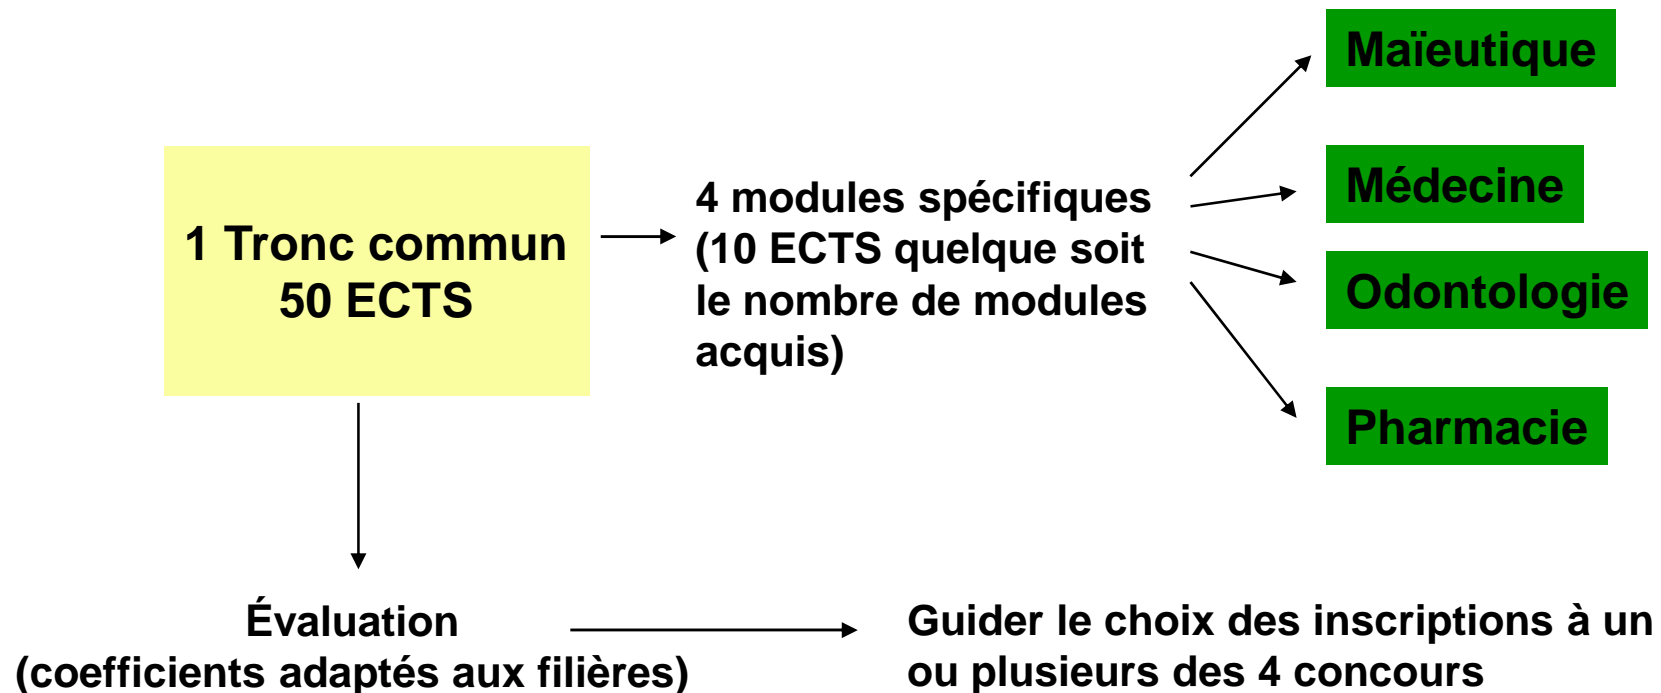 1 Tronc commun
50 ECTS
4 modules spécifiques
(10 ECTS quelque soit
le nombre de modules
acquis)
Maïeutique
Médecine
Odontologie
Pharmacie
Évaluation
(coefficients adaptés aux filières)
Guider le choix des inscriptions à un
ou plusieurs des 4 concours